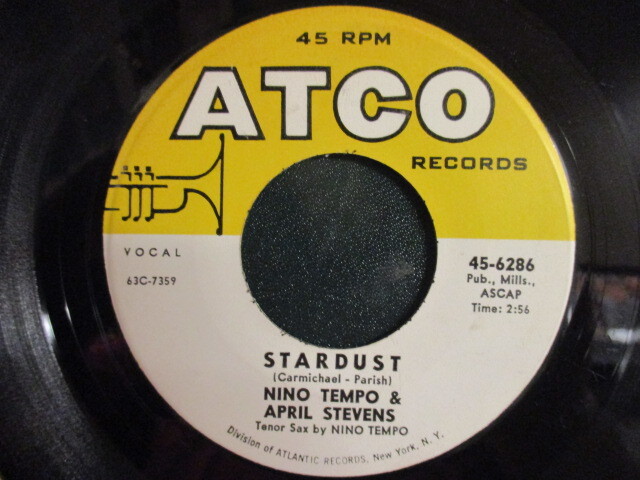 45 RPM
ATCO
RECORDS
VOCAL
63C-7359
45-6286
Pub., Mills.,
ASCAP
Time: 2:56
STARDUST
(Carmichael - Parish)
NINO TEMPO &
APRIL STEVENS
Tenor Sax by NINO TEMPO
Division of ATLANTIC RECORDS, New York, N. Y.